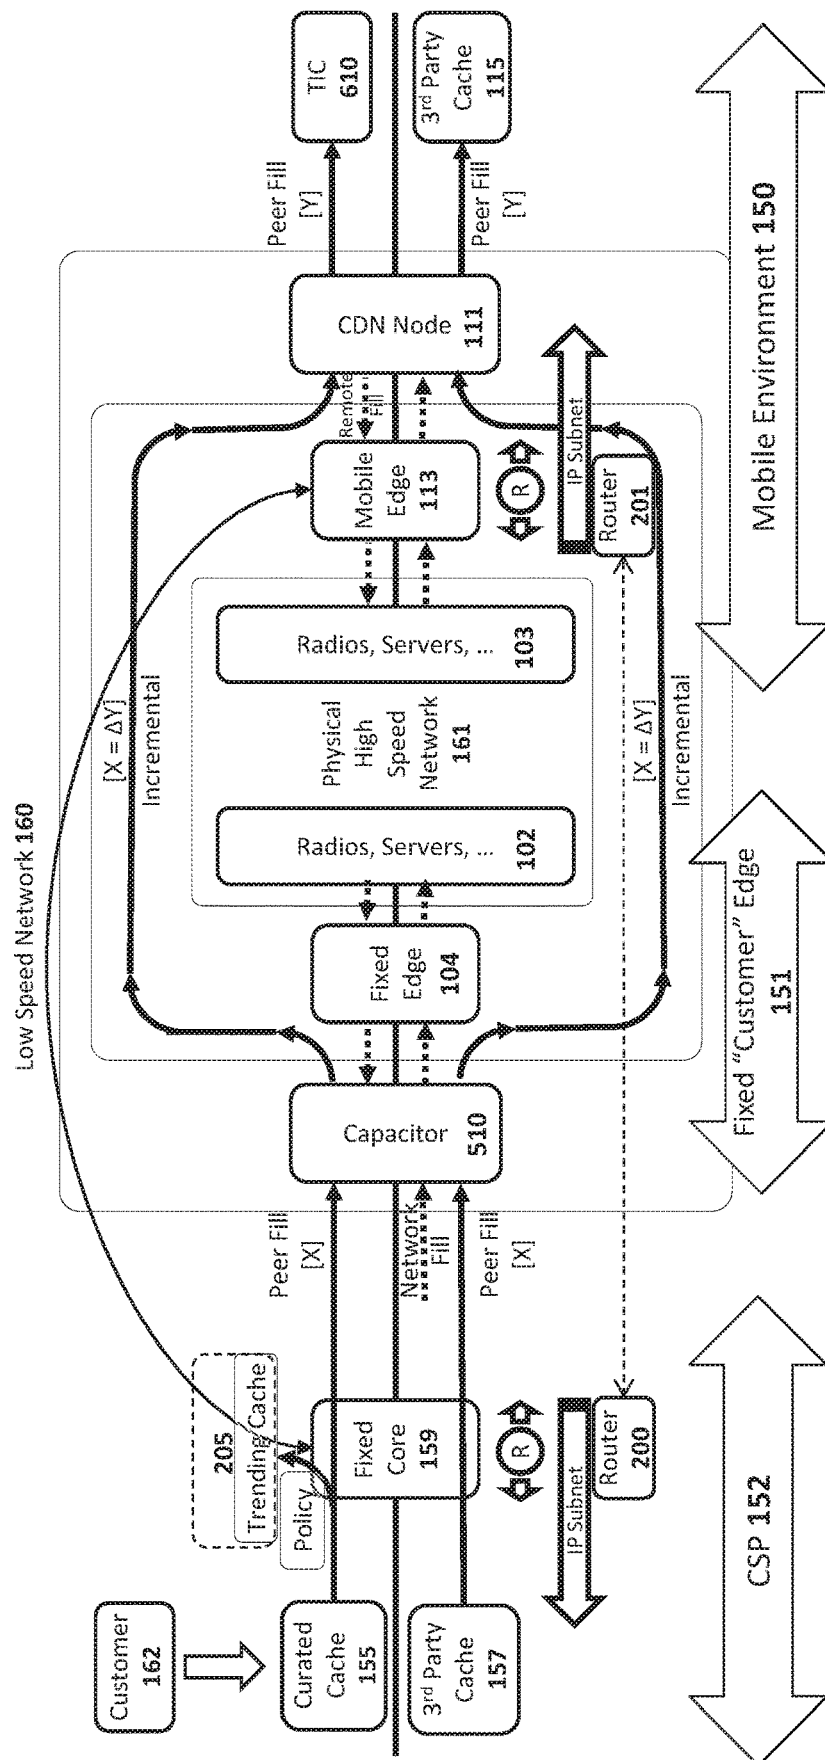 Customer
162
Curated
Cache
155
3rd Party
Cache
157
205
Trending Cache
Policy
Fixed
Core
159
R
IP Subnet
Router
200
CSP 152
Low Speed Network 160
Peer Fill
[X]
Network
Fill
Peer Fill
[X]
Capacitor
510
Fixed
Edge
104
Fixed "Customer" Edge
151
Radios, Servers, ...
102
Physical
High
Speed
Network
161
Radios, Servers, ...
103
[X = ΔY]
Incremental
[X = ΔY]
Incremental
Mobile
Edge
113
Remote
Fill
R
IP Subnet
Router
201
CDN Node
111
Peer Fill
[Y]
Peer Fill
[Y]
TIC
610
3rd Party
Cache
115
Mobile Environment 150